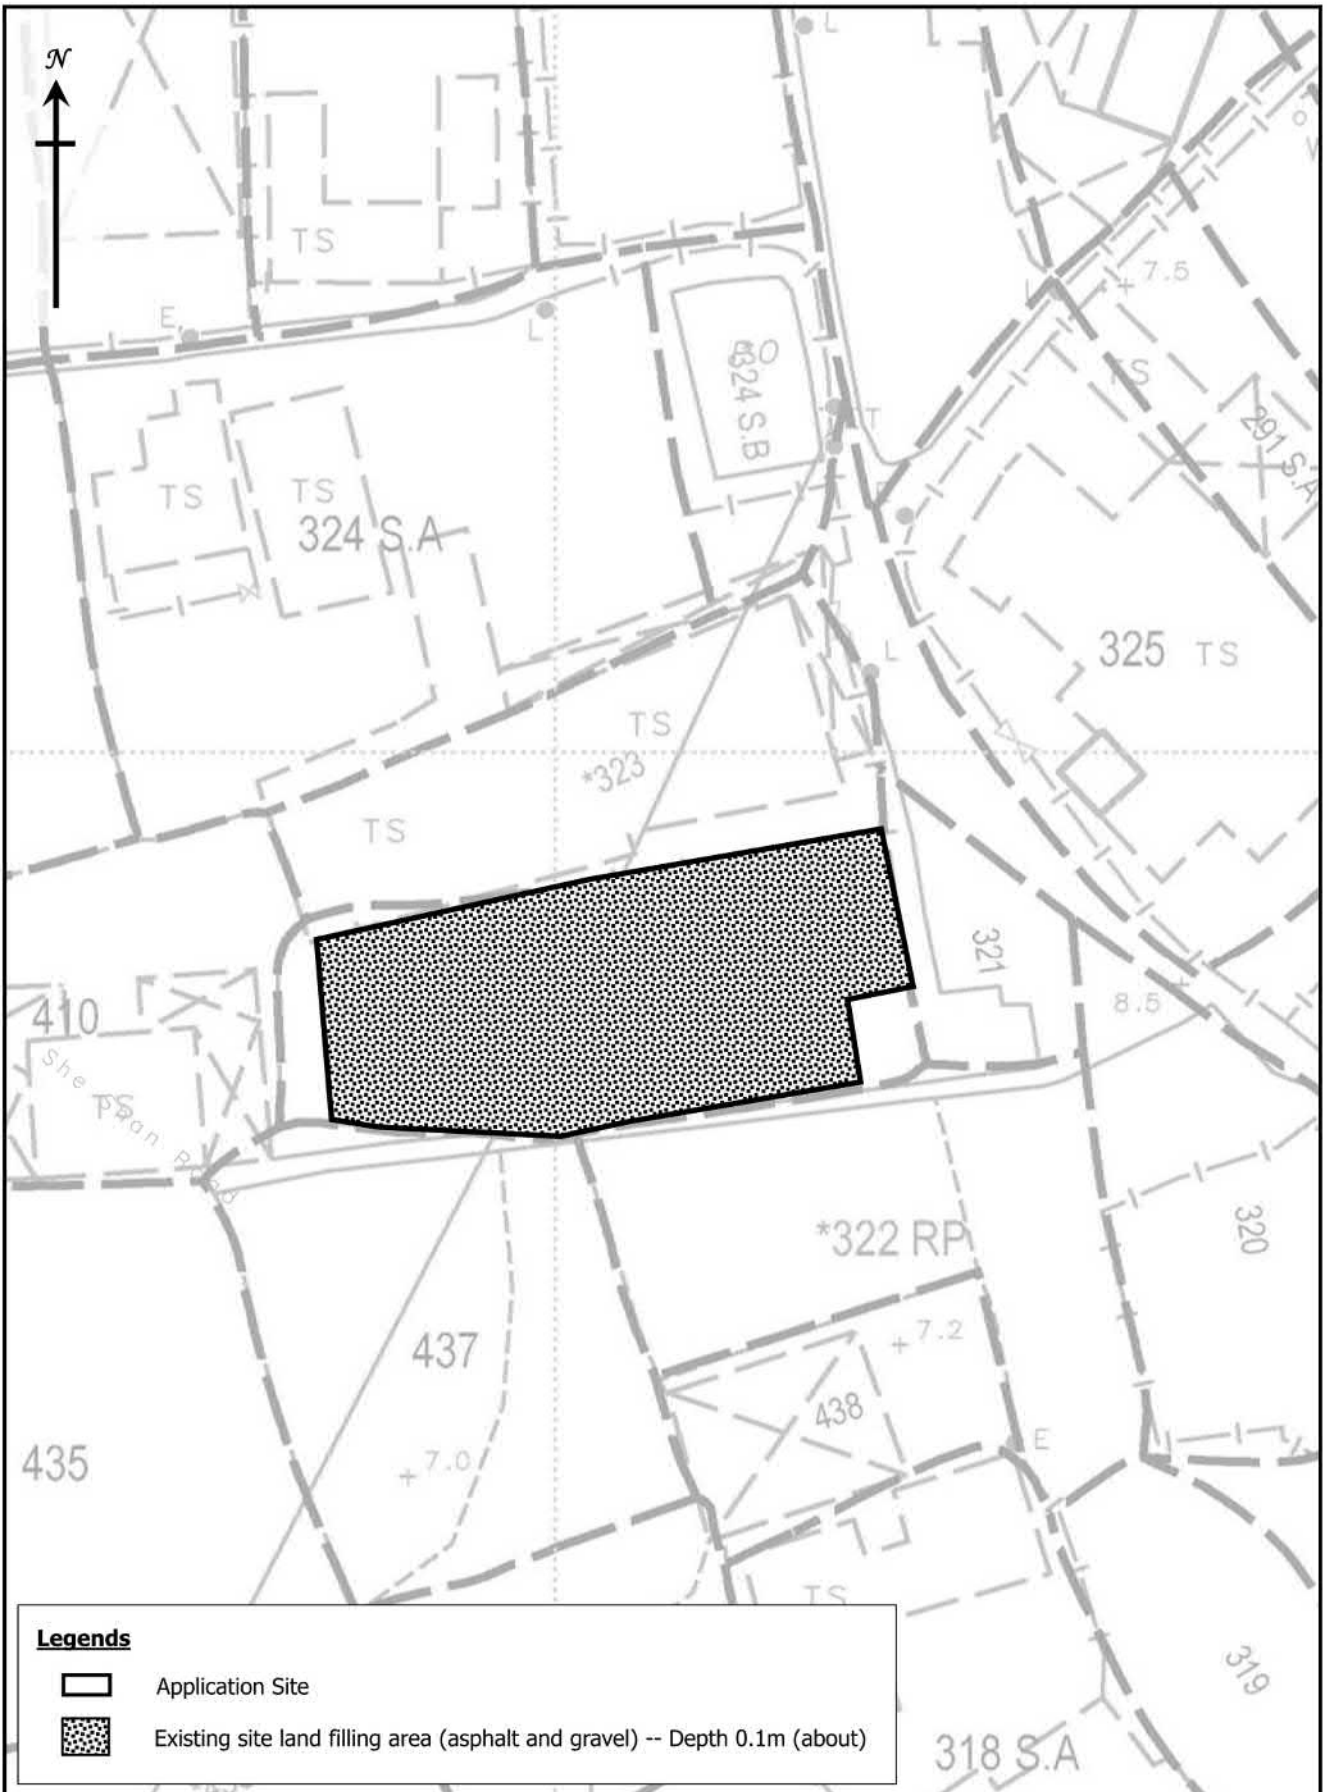 N
L
TS
7.5
E
L
*324 S.B
TS
291 S.A
T
TS
TS
324 S.A
L
325 TS
TS
*323
TS
321
410
8.5
She
TS
Pan
Road
320
*322 RP
7.2
437
438
435
7.0
E
TS
319
318 S.A
Legends
Application Site
Existing site land filling area (asphalt and gravel) -- Depth 0.1m (about)